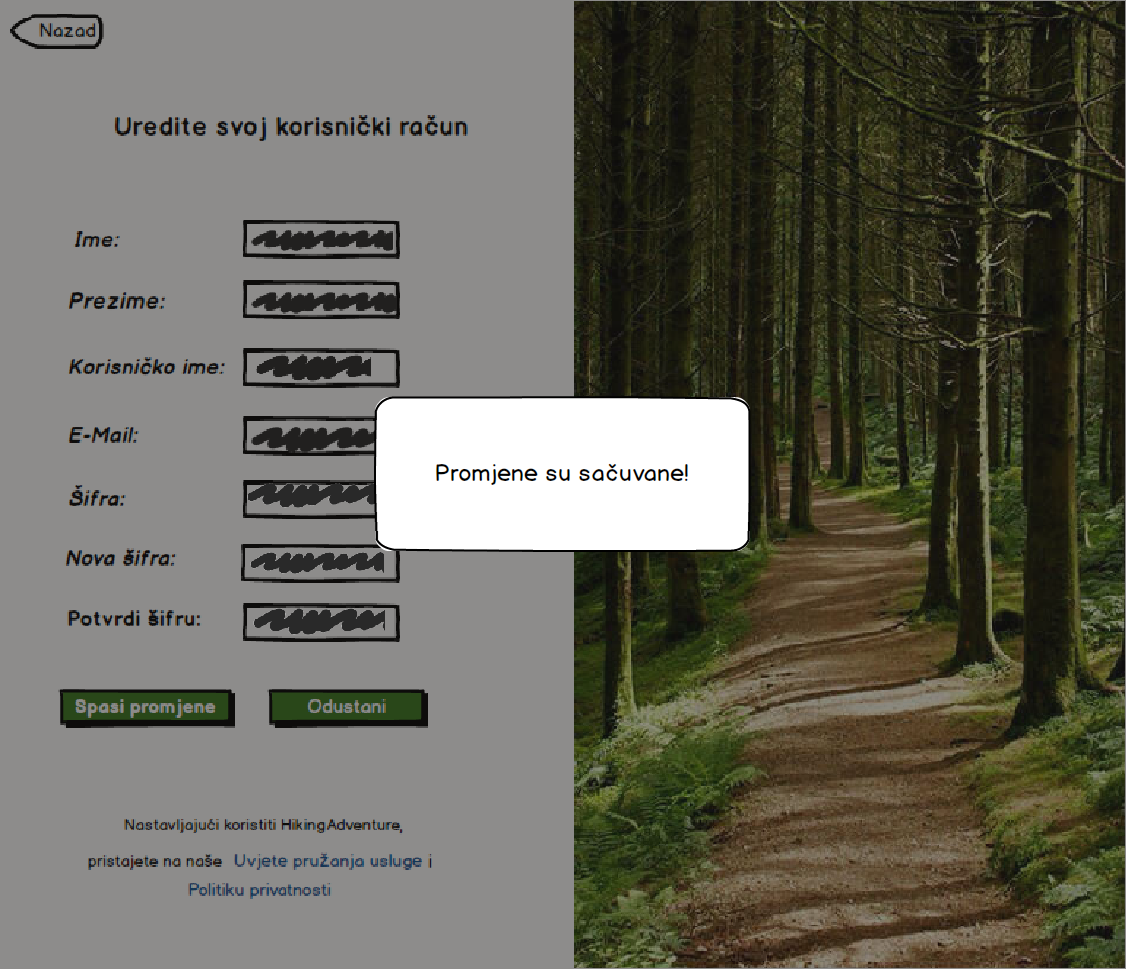 Nazad
Uredite svoj korisnički račun
Ime:
Prezime:
Korisničko ime:
E-Mail:
Šifra:
Nova šifra:
Potvrdi šifru:
Promjene su sačuvane!
Spasi promjene
Odustani
Nastavljajući koristiti HikingAdventure,
pristajete na naše Uvjete pružanja usluge i
Politiku privatnosti